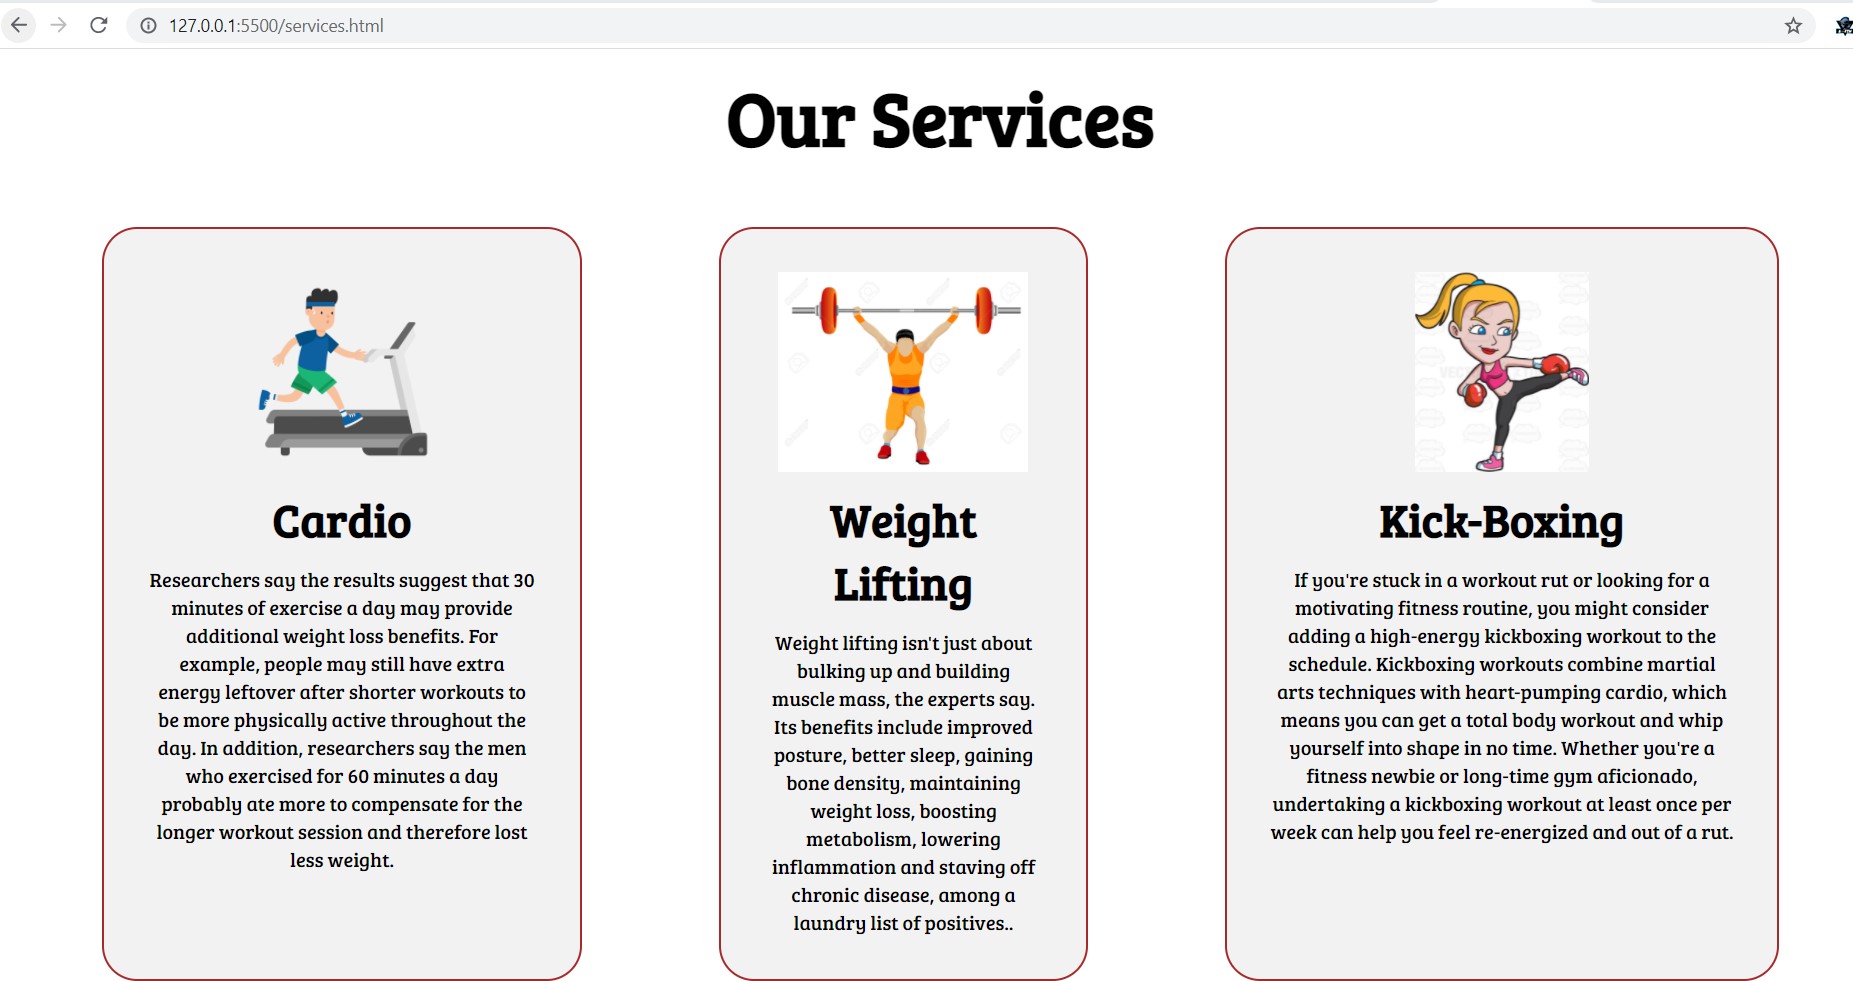 127.0.0.1:5500/services.html
Our Services
Cardio
Researchers say the results suggest that 30
minutes of exercise a day may provide
additional weight loss benefits. For
example, people may still have extra
energy leftover after shorter workouts to
be more physically active throughout the
day. In addition, researchers say the men
who exercised for 60 minutes a day
probably ate more to compensate for the
longer workout session and therefore lost
less weight.
Weight
Lifting
Weight lifting isn't just about
bulking up and building
muscle mass, the experts say.
Its benefits include improved
posture, better sleep, gaining
bone density, maintaining
weight loss, boosting
metabolism, lowering
inflammation and staving off
chronic disease, among a
laundry list of positives..
Kick-Boxing
If you're stuck in a workout rut or looking for a
motivating fitness routine, you might consider
adding a high-energy kickboxing workout to the
schedule. Kickboxing workouts combine martial
arts techniques with heart-pumping cardio, which
means you can get a total body workout and whip
yourself into shape in no time. Whether you're a
fitness newbie or long-time gym aficionado,
undertaking a kickboxing workout at least once per
week can help you feel re-energized and out of a rut.